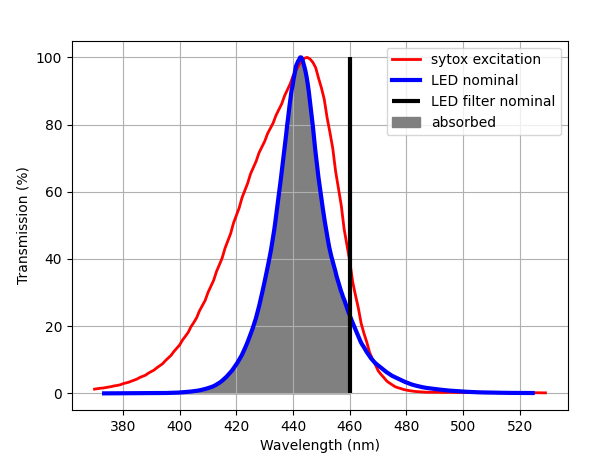 sytox excitation
LED nominal
LED filter nominal
absorbed
Transmission (%)
100
80
60
40
20
0
380 400 420 440 460 480 500 520
Wavelength (nm)